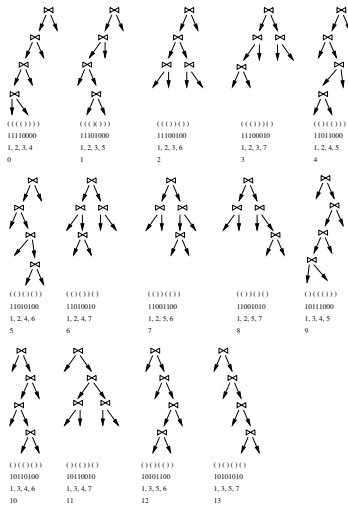 ( ( ( ( ) ) ) )
11110000
1, 2, 3, 4
0
( ( ( ( ) ( ) ) )
11101000
1, 2, 3, 5
1
( ( ( ) ) ( ) )
11100100
1, 2, 3, 6
2
( ( ( ) ) ) ( )
11100010
1, 2, 3, 7
3
( ( ) ( ( ) ) )
11011000
1, 2, 4, 5
4
( ( ) ( ) ( ) )
11010100
1, 2, 4, 6
5
( ( ) ( ) ) ( )
11010010
1, 2, 4, 7
6
( ( ) ) ( ( ) )
11001100
1, 2, 5, 6
7
( ( ) ) ( ) ( )
11001010
1, 2, 5, 7
8
( ) ( ( ( ) ) )
10111000
1, 3, 4, 5
9
( ) ( ( ) ( ) )
10110100
1, 3, 4, 6
10
( ) ( ( ) ) ( )
10110010
1, 3, 4, 7
11
( ) ( ) ( ( ) )
10101100
1, 3, 5, 6
12
( ) ( ) ( ) ( )
10101010
1, 3, 5, 7
13